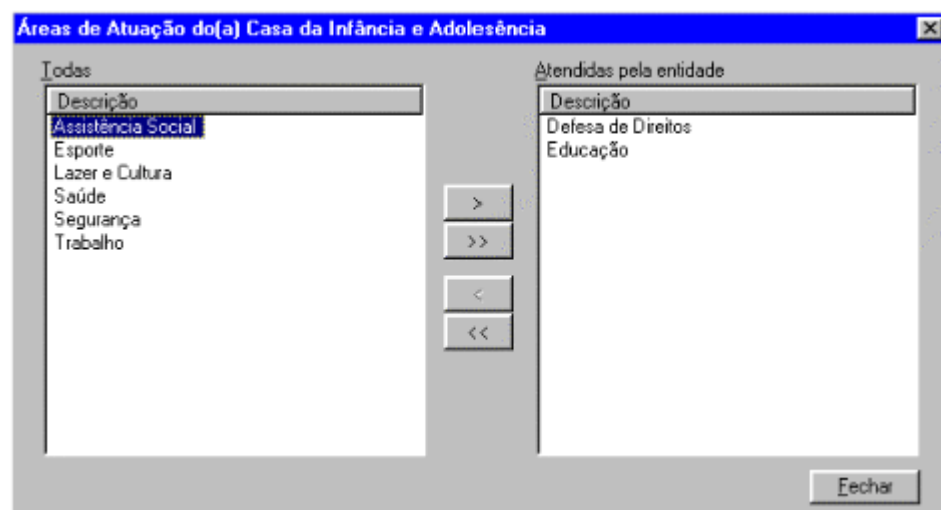 Áreas de Atuação do(a) Casa da Infância e Adolesência
Todas
Descrição
Assistência Social
Esporte
Lazer e Cultura
Saúde
Segurança
Trabalho
>
>>
<
<<
Atendidas pela entidade
Descrição
Defesa de Direitos
Educação
Fechar